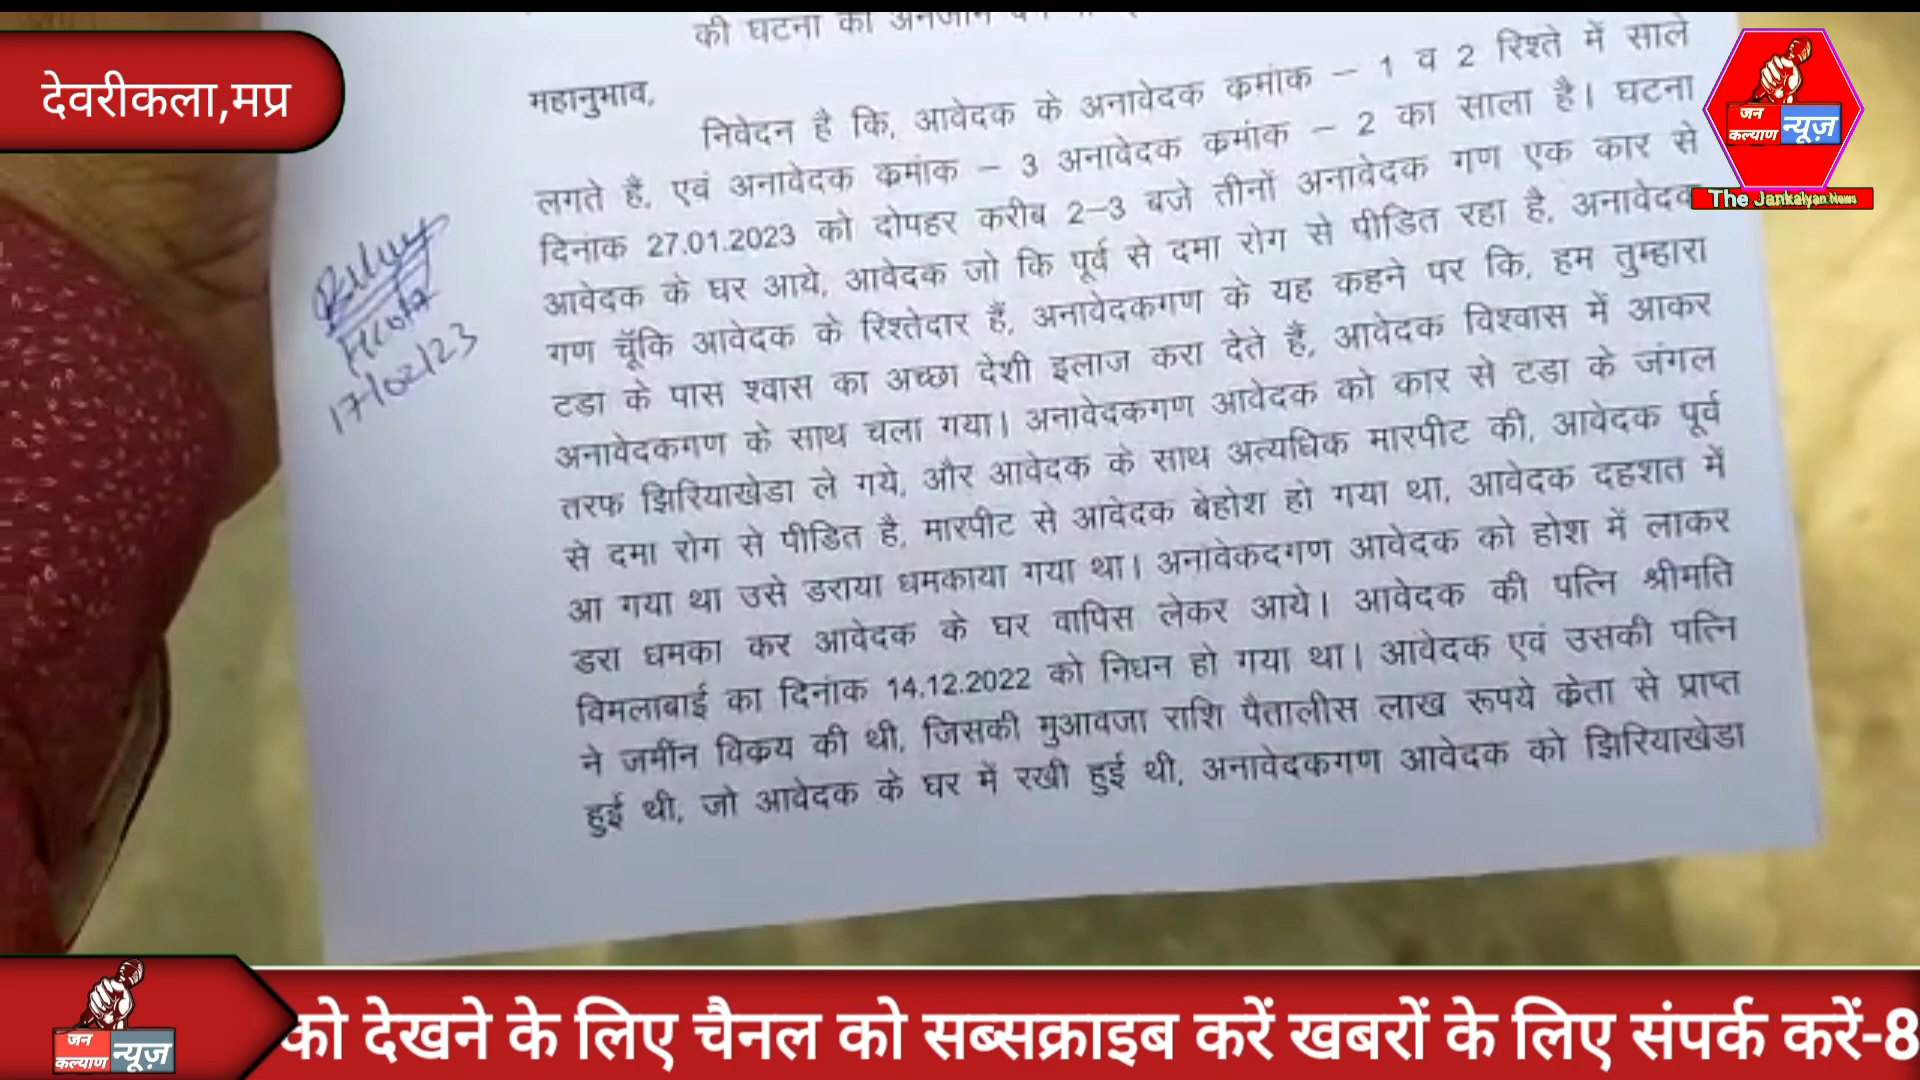 देवरीकला,मप्र
जन
कल्याण न्यूज़
The Jankalyan News
की घटना को अनजाम
महानुभाव,
निवेदन है कि, आवेदक के अनावेदक कमांक – 1 व 2 रिश्ते में साले
लगते हैं, एवं अनावेदक कमांक – 3 अनावेदक कमांक – 2 का साला है। घटना
दिनांक 27.01.2023 को दोपहर करीब 2–3 बजे तीनों अनावेदक गण एक कार से
आवेदक के घर आये, आवेदक जो कि पूर्व से दमा रोग से पीडित रहा है, अनावेदक
गण चूँकि आवेदक के रिश्तेदार हैं, अनावेदकगण के यह कहने पर कि, हम तुम्हारा
टडा के पास श्वास का अच्छा देशी इलाज करा देते हैं, आवेदक विश्वास में आकर
अनावेदकगण के साथ चला गया। अनावेदकगण आवेदक को कार से टडा के जंगल
तरफ झिरियाखेडा ले गये, और आवेदक के साथ अत्यधिक मारपीट की, आवेदक पूर्व
से दमा रोग से पीडित है, मारपीट से आवेदक बेहोश हो गया था, आवेदक दहशत में
आ गया था उसे डराया धमकाया गया था। अनावेकदगण आवेदक को होश में लाकर
डरा धमका कर आवेदक के घर वापिस लेकर आये। आवेदक की पत्नि श्रीमति
विमलाबाई का दिनांक 14.12.2022 को निधन हो गया था। आवेदक एवं उसकी पत्नि
ने जमींन विक्रय की थी, जिसकी मुआवजा राशि पैतालीस लाख रूपये क्रेता से प्राप्त
हुई थी, जो आवेदक के घर में रखी हुई थी, अनावेदकगण आवेदक को झिरियाखेडा
17/02/23
जन
कल्याण न्यूज़
को देखने के लिए चैनल को सब्सक्राइब करें खबरों के लिए संपर्क करें-8